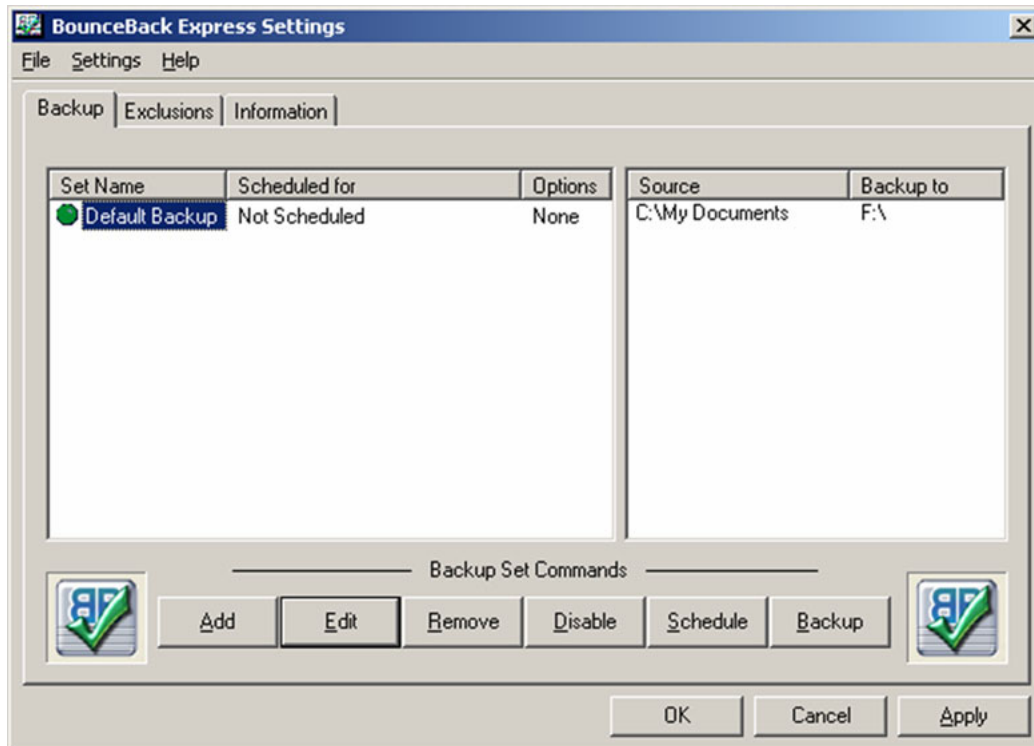 BounceBack Express Settings
File Settings Help
Backup Exclusions Information
Set Name Scheduled for Options Source Backup to
Default Backup Not Scheduled None C:\My Documents F:\
Backup Set Commands
Add Edit Remove Disable Schedule Backup
OK Cancel Apply